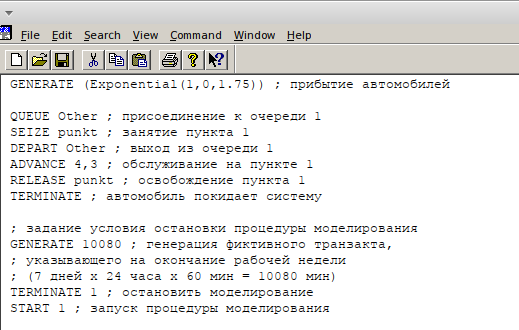 File Edit Search View Command Window Help
GENERATE (Exponential(1,0,1.75)) ; прибытие автомобилей
QUEUE Other ; присоединение к очереди 1
SEIZE punkt ; занятие пункта 1
DEPART Other ; выход из очереди 1
ADVANCE 4,3 ; обслуживание на пункте 1
RELEASE punkt ; освобождение пункта 1
TERMINATE ; автомобиль покидает систему
; задание условия остановки процедуры моделирования
GENERATE 10080 ; генерация фиктивного транзакта,
; указывающего на окончание рабочей недели
; (7 дней x 24 часа x 60 мин = 10080 мин)
TERMINATE 1 ; остановить моделирование
START 1 ; запуск процедуры моделирования